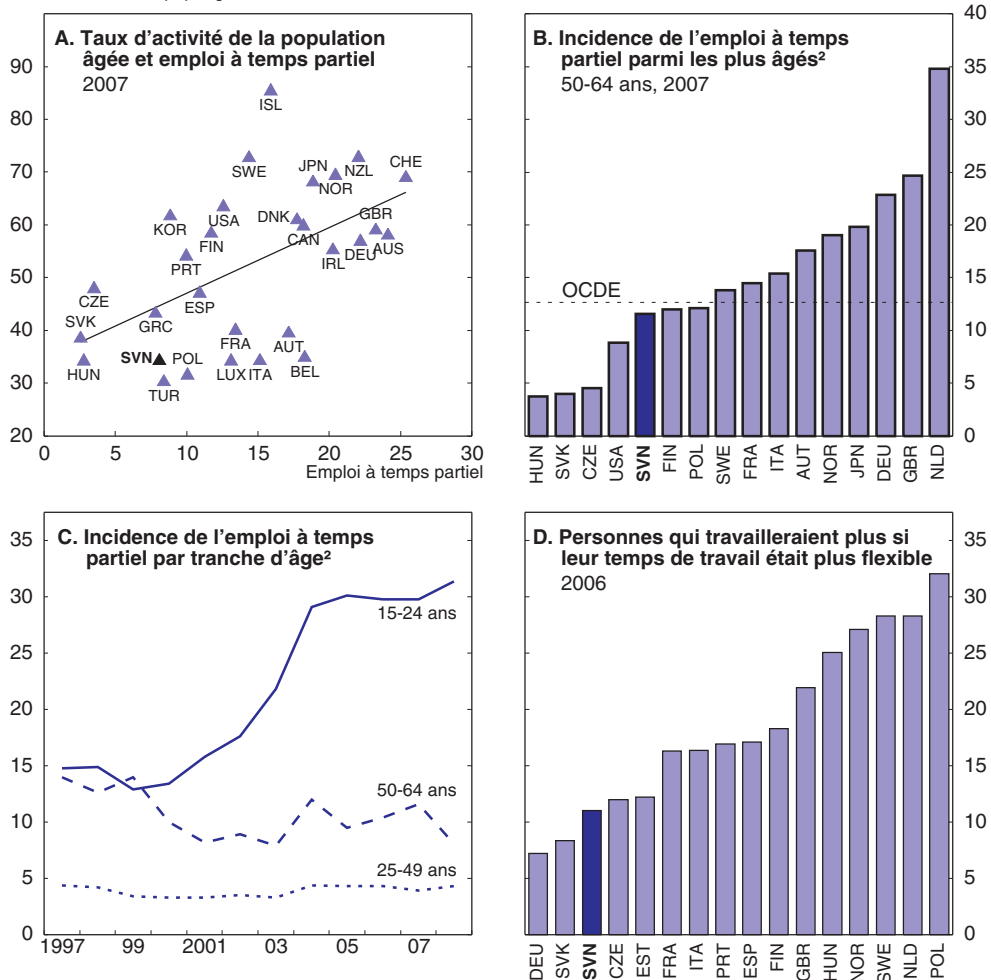 A. Taux d'activité de la population
âgée et emploi à temps partiel
2007
90
80
70
60
50
40
30
20
ISL
SWE
JPN
NOR
NZL
CHE
KOR
USA
FIN
DNK
CAN
GBR
PRT
IRL
DEU
AUS
CZE
ESP
SVK
GRC
FRA
AUT
HUN
SVN
POL
LUX
ITA
BEL
TUR
0 5 10 15 20 25 30
Emploi à temps partiel
B. Incidence de l'emploi à temps
partiel parmi les plus âgés²
50-64 ans, 2007
40
35
30
25
20
15
10
5
0
OCDE
HUN SVK CZE USA SVN FIN POL SWE FRA ITA AUT NOR JPN DEU GBR NLD
C. Incidence de l'emploi à temps
partiel par tranche d'âge²
35
30
25
20
15
10
5
0
15-24 ans
50-64 ans
25-49 ans
1997 99 2001 03 05 07
D. Personnes qui travailleraient plus si
leur temps de travail était plus flexible
2006
35
30
25
20
15
10
5
0
DEU SVK SVN CZE EST FRA ITA PRT ESP FIN GBR HUN NOR SWE NLD POL